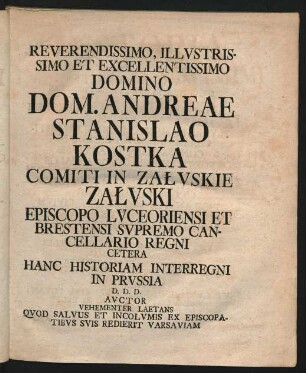 REVERENDISSIMO, ILLVSTRIS-
SIMO ET EXCELLENTISSIMO
DOMINO
DOM. ANDREAE
STANISLAO
KOSTKA
COMITI IN ZAŁVSKIE
ZAŁVSKI
EPISCOPO LVCEORIENSI ET
BRESTENSI SVPREMO CAN-
CELLARIO REGNI
CETERA
HANC HISTORIAM INTERREGNI
IN PRVSSIA
D. D. D.
AVCTOR
VEHEMENTER LAETANS
QVOD SALVUS ET INCOLVMIS EX EPISCOPA-
TIBVS SVIS REDIERIT VARSAVIAM